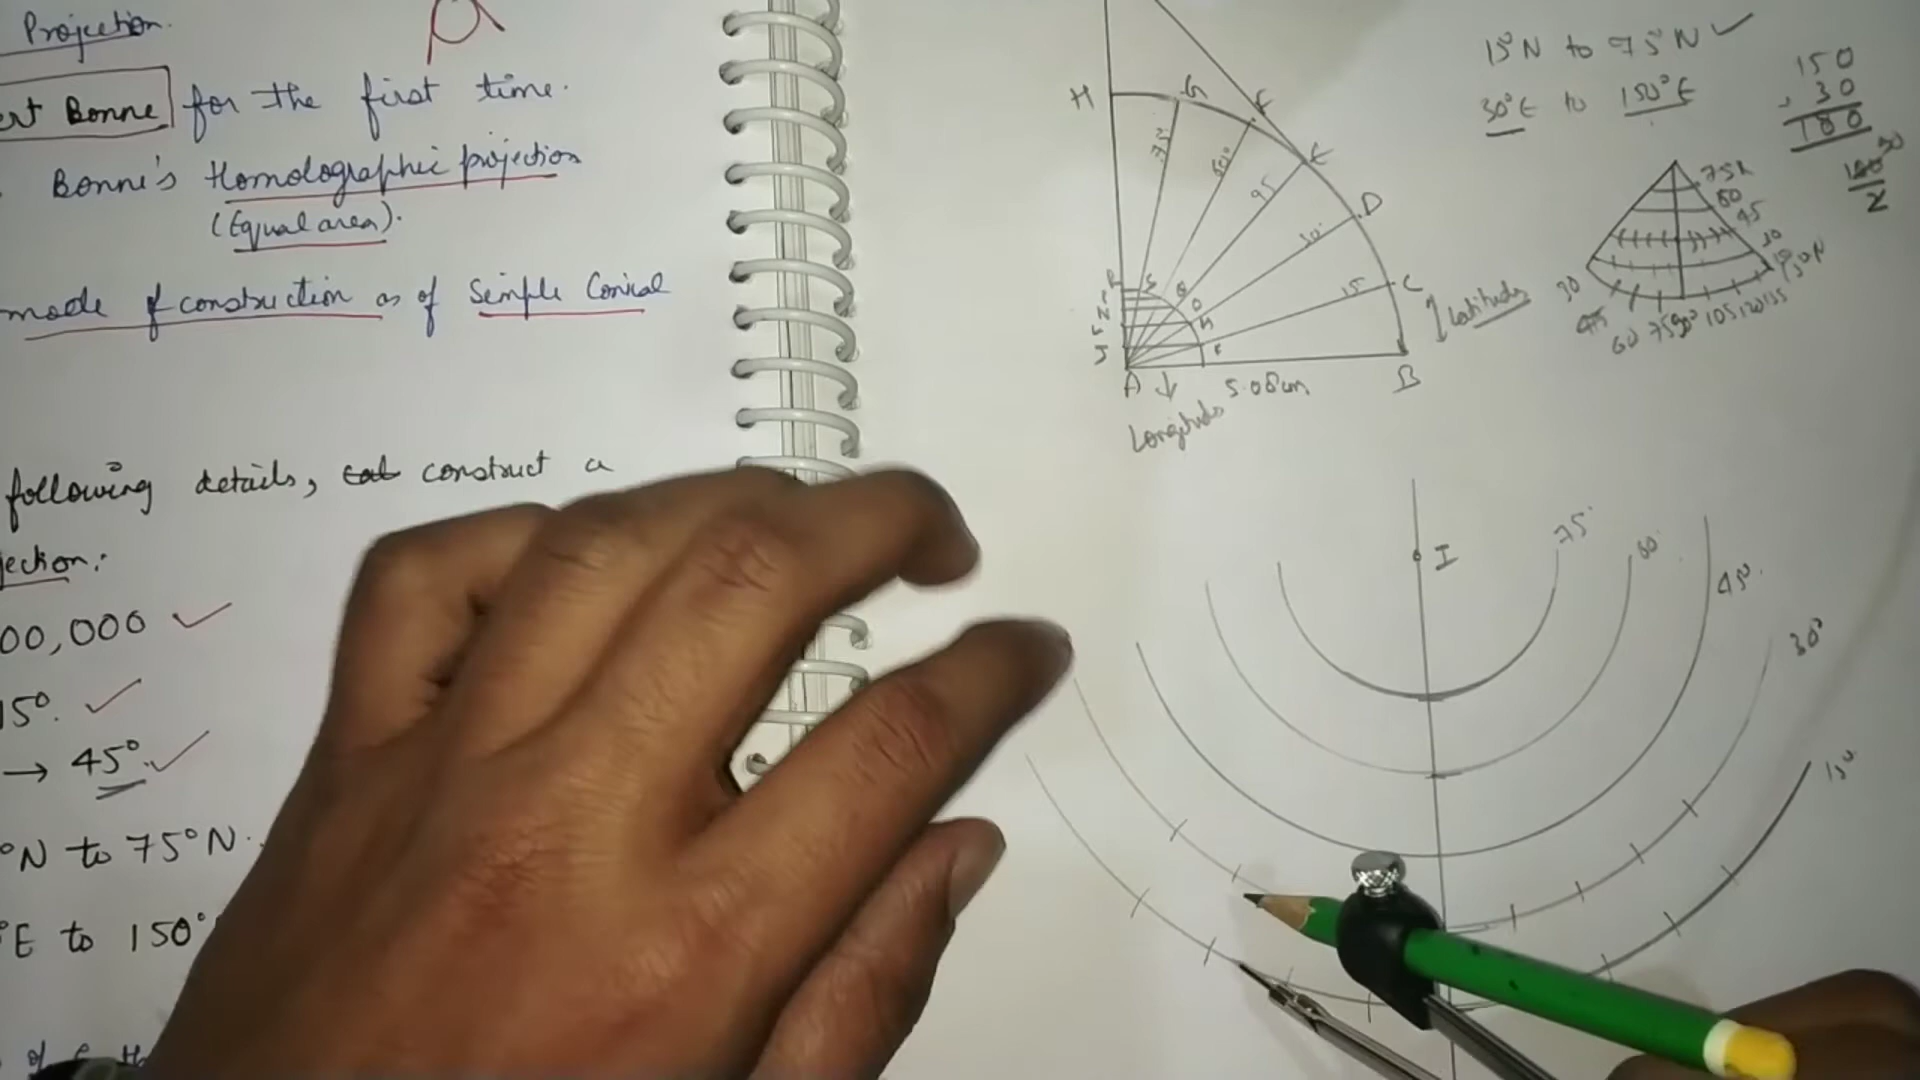 Projection.
ert Bonne for the first time.
Bonne's Homolographic projection
(Equal area).
mode of construction as of Simple Conical
following details, construct a
jection:
00,000
15°.
→ 45°.
°N to 75°N.
°E to 150°
of
H
G
F
E
D
C
75°
60°
45
30°
15
A
5.08cm
B
Longitude
Latitude
15°N to 75°N
30°E to 150°E
150
30
180
2
75N
60
45
30
15°N
30
45
60 75 90° 105 120 135
I
75°
60°
45°.
30°
15°